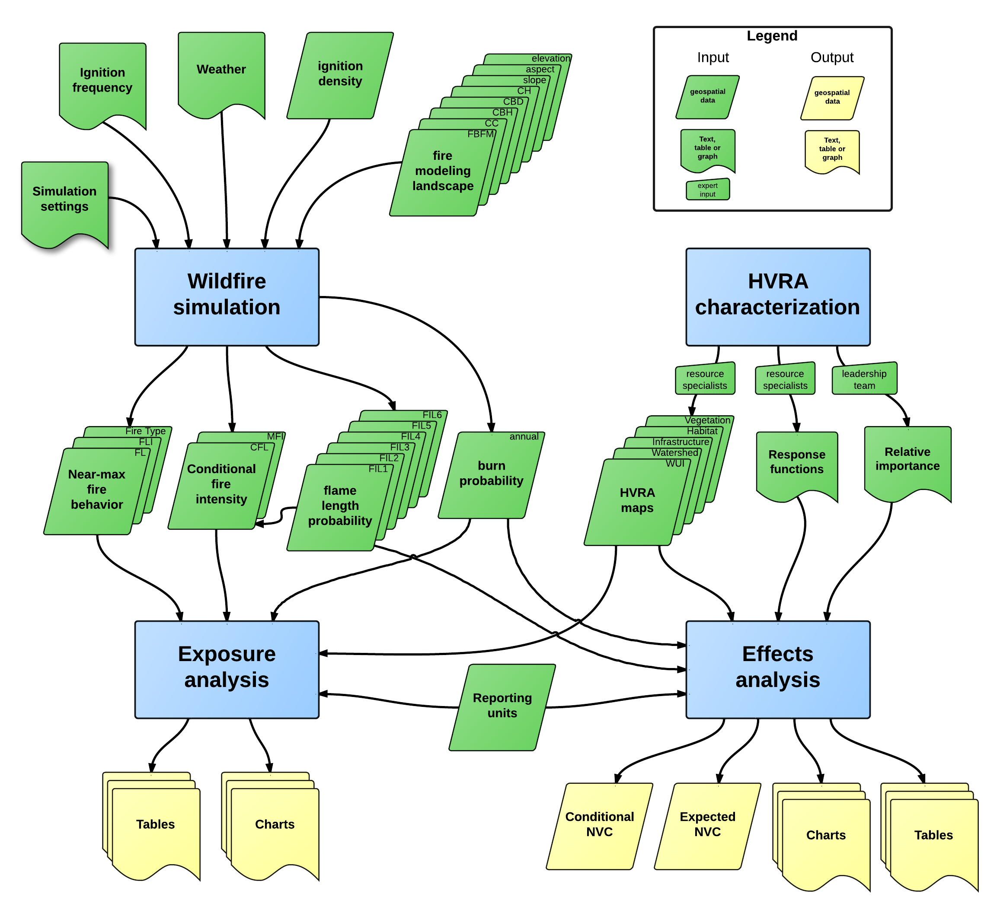 Ignition
frequency
Weather
ignition
density
elevation
aspect
slope
CH
CBD
CBH
CC
FBFM
fire
modeling
landscape
Simulation
settings
Legend
Input
Output
geospatial
data
geospatial
data
Text,
table or
graph
Text,
table or
graph
expert
input
Wildfire
simulation
HVRA
characterization
resource
specialists
resource
specialists
leadership
team
Fire Type
FLI
FL
Near-max
fire
behavior
MFI
CFL
Conditional
fire
intensity
FIL6
FIL5
FIL4
FIL3
FIL2
FIL1
flame
length
probability
annual
burn
probability
Vegetation
Habitat
Infrastructure
Watershed
WUI
HVRA
maps
Response
functions
Relative
importance
Exposure
analysis
Effects
analysis
Reporting
units
Tables
Charts
Conditional
NVC
Expected
NVC
Charts
Tables